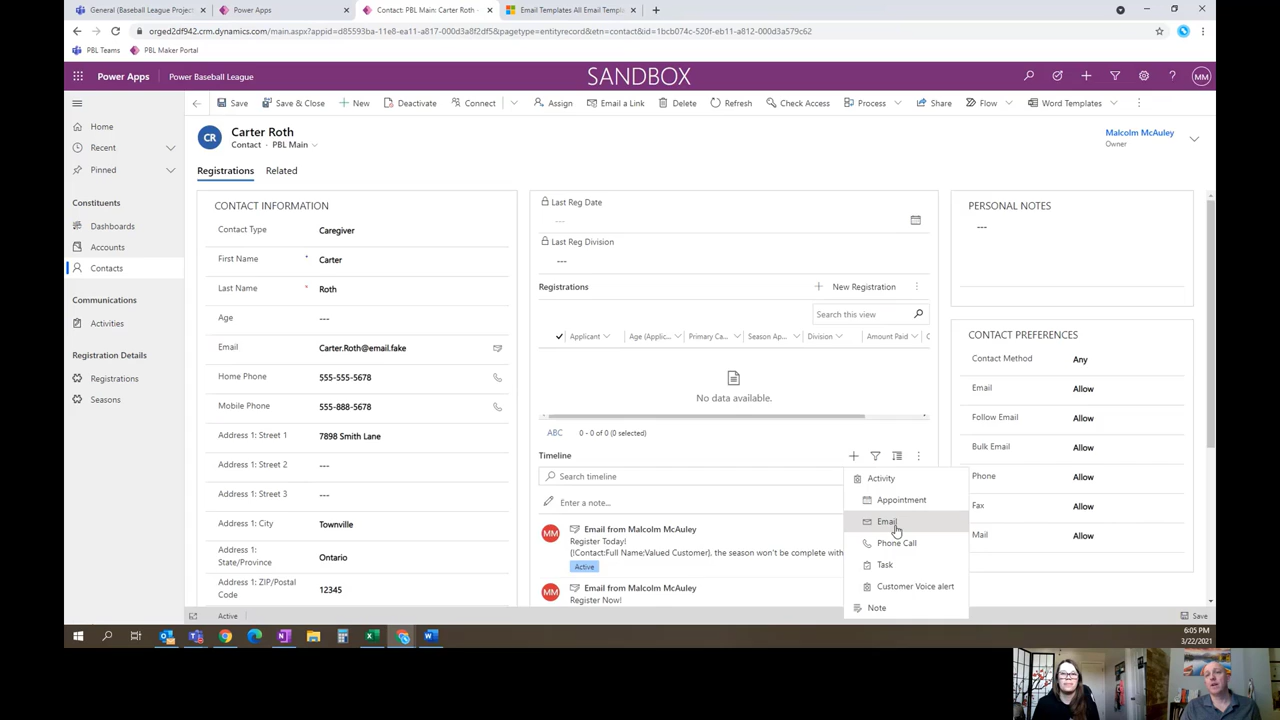 General (Baseball League Project
Power Apps
Contact: PBL Main: Carter Roth -
Email Templates All Email Templat
orged2df942.crm.dynamics.com/main.aspx?appid=d85593ba-11e8-ea11-a817-000d3a8f2df5&pagetype=entityrecord&etn=contact&id=1bcb074c-520f-eb11-a812-000d3a579c62
PBL Teams
PBL Maker Portal
Power Apps
Power Baseball League
SANDBOX
MM
Save
Save & Close
New
Deactivate
Connect
Assign
Email a Link
Delete
Refresh
Check Access
Process
Share
Flow
Word Templates
Home
Recent
Pinned
Constituents
Dashboards
Accounts
Contacts
Communications
Activities
Registration Details
Registrations
Seasons
CR
Carter Roth
Contact · PBL Main
Malcolm McAuley
Owner
Registrations
Related
CONTACT INFORMATION
Contact Type Caregiver
First Name * Carter
Last Name * Roth
Age ---
Email Carter.Roth@email.fake
Home Phone 555-555-5678
Mobile Phone 555-888-5678
Address 1: Street 1 7898 Smith Lane
Address 1: Street 2 ---
Address 1: Street 3 ---
Address 1: City Townville
Address 1: State/Province Ontario
Address 1: ZIP/Postal Code 12345
Last Reg Date
---
Last Reg Division
---
Registrations
New Registration
Search this view
Applicant
Age (Applic...
Primary Ca...
Season Ap...
Division
Amount Paid
No data available.
ABC
0 - 0 of 0 (0 selected)
Timeline
Search timeline
Enter a note...
MM
Email from Malcolm McAuley
Register Today!
{!Contact:Full Name;Valued Customer}, the season won't be complete with
Active
MM
Email from Malcolm McAuley
Register Now!
Activity
Appointment
Email
Phone Call
Task
Customer Voice alert
Note
PERSONAL NOTES
---
CONTACT PREFERENCES
Contact Method Any
Email Allow
Follow Email Allow
Bulk Email Allow
Phone Allow
Fax Allow
Mail Allow
Active
Save
6:05 PM
3/22/2021